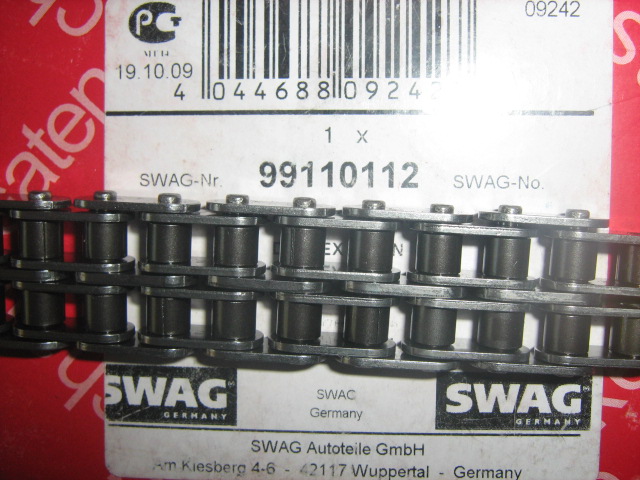 09242
19.10.09
4 044688 0924
1 x
SWAG-Nr. 99110112 SWAG-No.
SWAG® SWAG®
GERMANY GERMANY
SWAG
Germany
SWAG Autoteile GmbH
Am Kiesberg 4-6 - 42117 Wuppertal - Germany